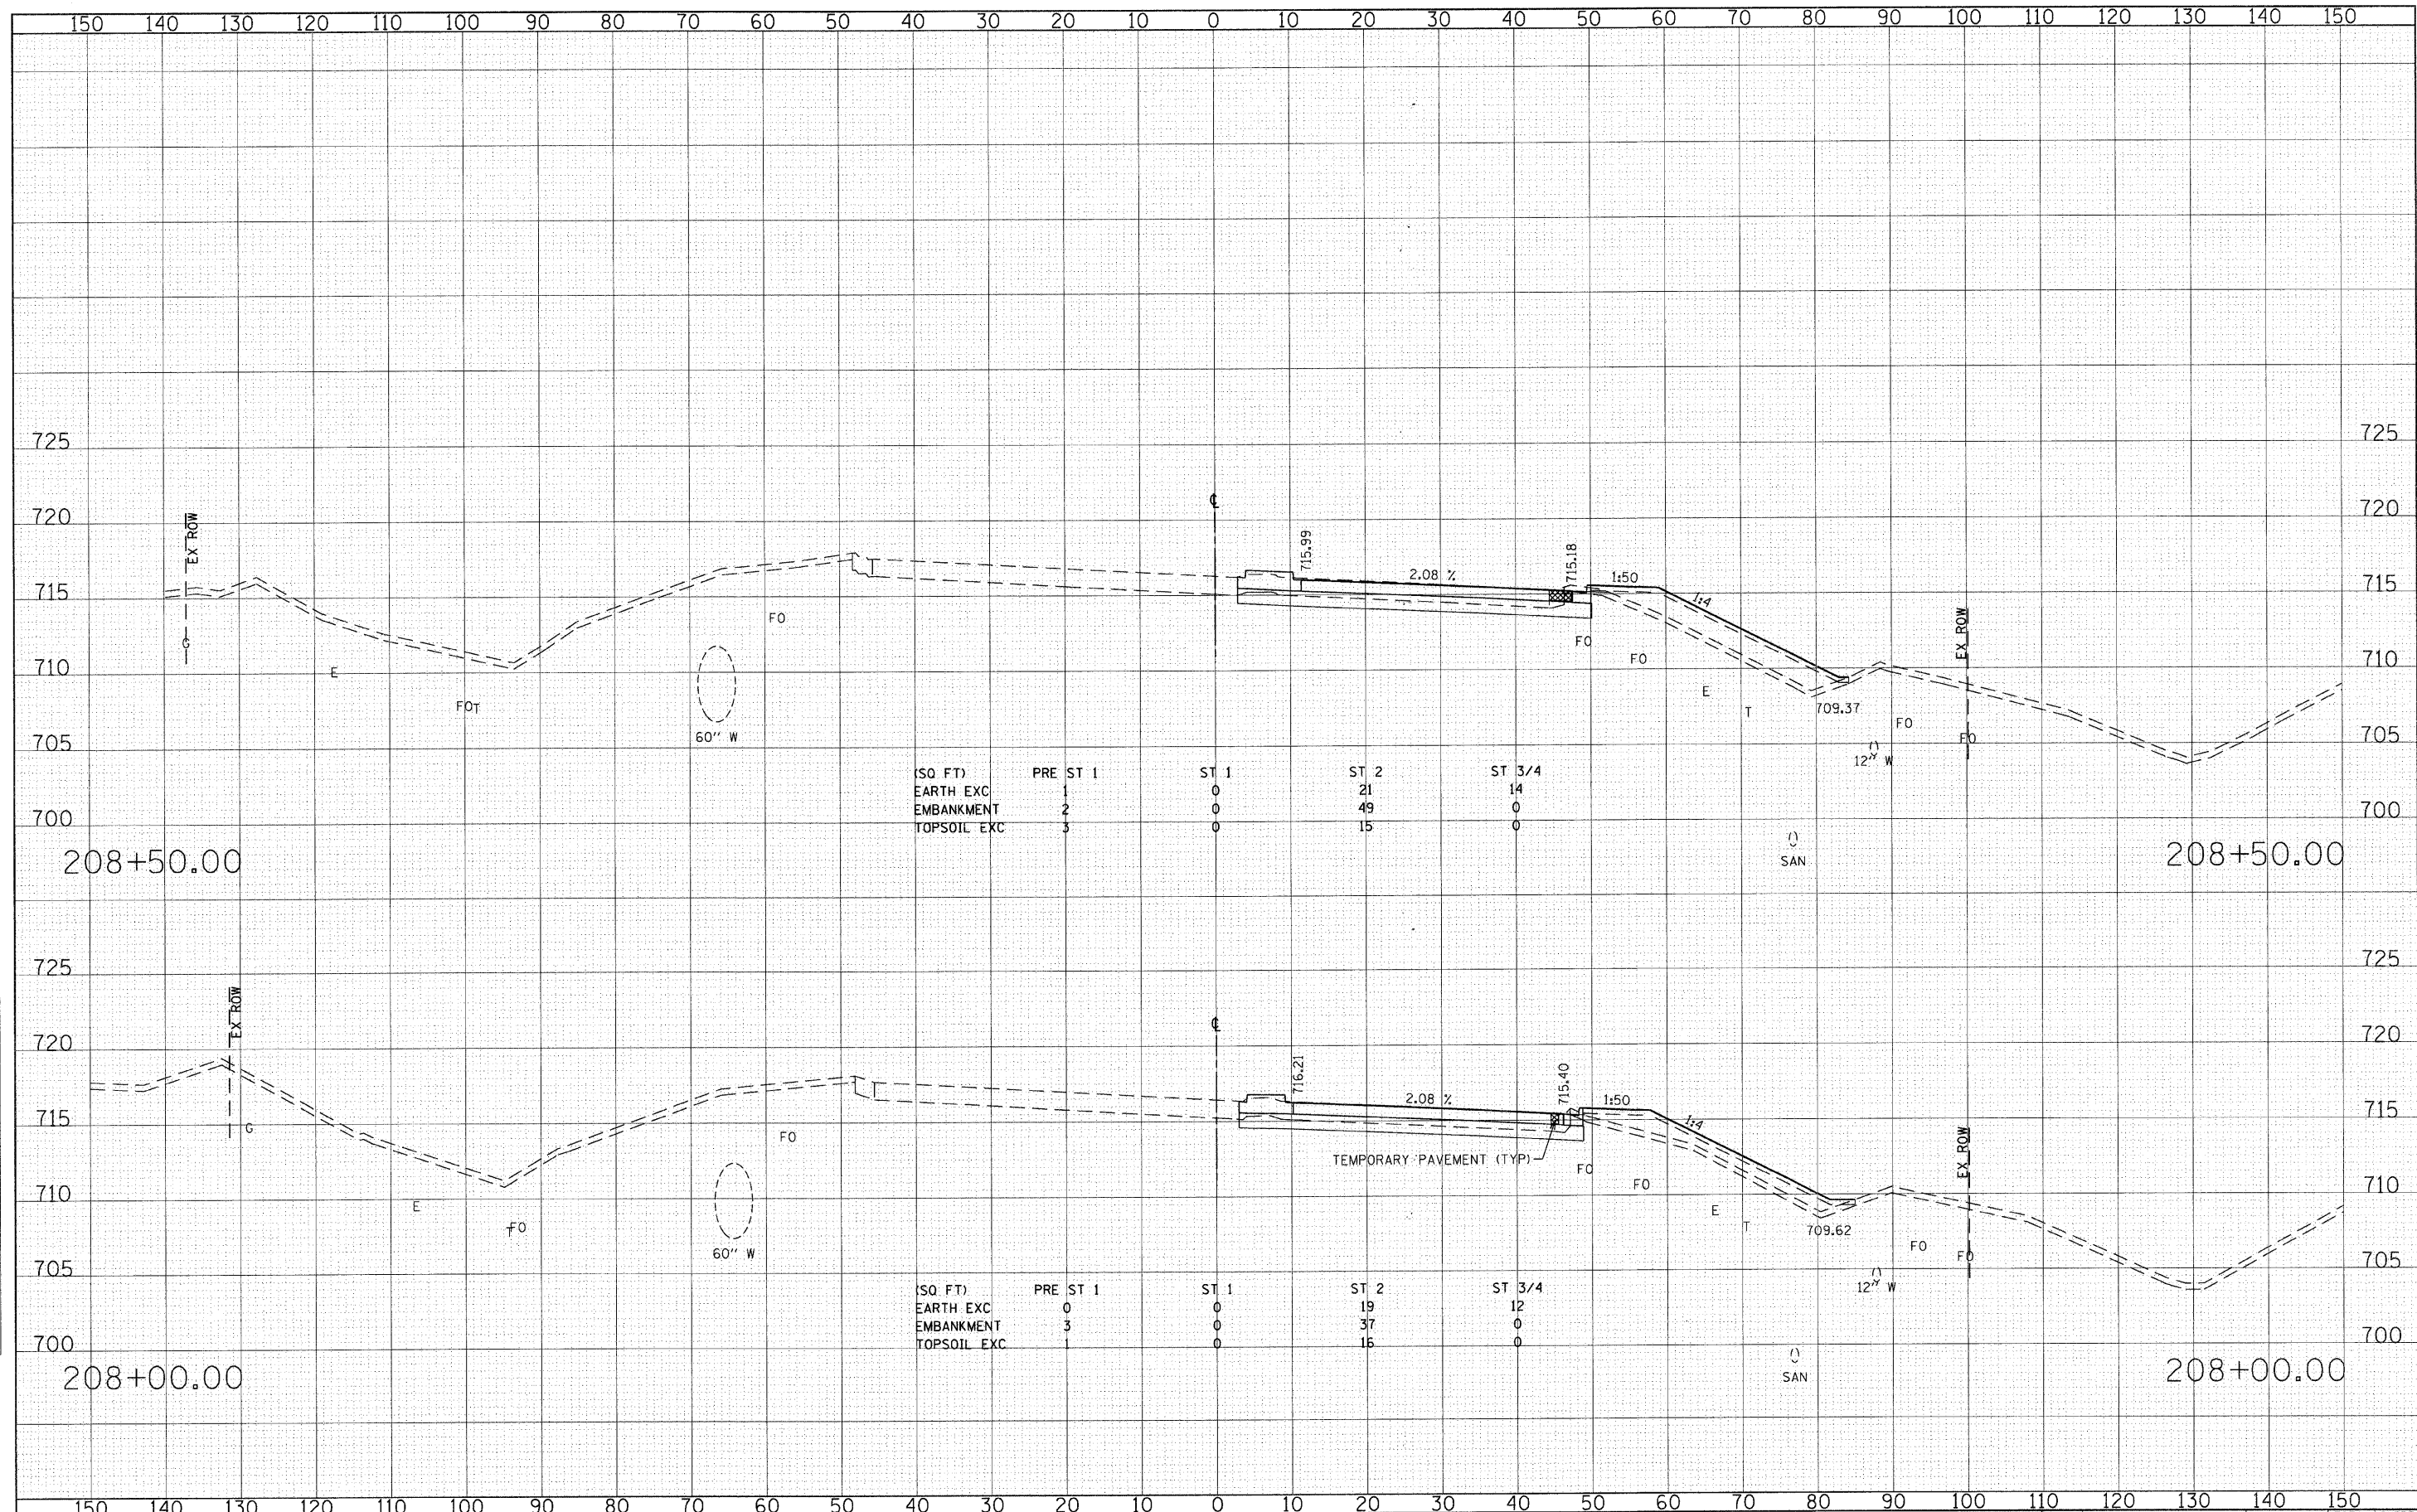 150 140 130 120 110 100 90 80 70 60 50 40 30 20 10 0 10 20 30 40 50 60 70 80 90 100 110 120 130 140 150
725 725
720 EX ROW ℄ 720
715.99 2.08 % 715.18 1:50 1:4
715 715
G FO FO EX ROW
710 E FO 710
FOT E T 709.37 FO
60'' W FO
705 12'' W 705
(SQ FT) PRE ST 1 ST 1 ST 2 ST 3/4
EARTH EXC 1 0 21 14
EMBANKMENT 2 0 49 0
TOPSOIL EXC 3 0 15 0
700 700
SAN
208+50.00 208+50.00
725 725
EX ROW
720 ℄ 720
716.21 2.08 % 715.40 1:50 1:4
715 715
G FO TEMPORARY PAVEMENT (TYP) FO EX ROW
710 FO 710
E T FO E T 709.62 FO FO
60'' W
705 12'' W 705
(SQ FT) PRE ST 1 ST 1 ST 2 ST 3/4
EARTH EXC 0 0 19 12
EMBANKMENT 3 0 37 0
TOPSOIL EXC 1 0 16 0
700 700
SAN
208+00.00 208+00.00
150 140 130 120 110 100 90 80 70 60 50 40 30 20 10 0 10 20 30 40 50 60 70 80 90 100 110 120 130 140 150